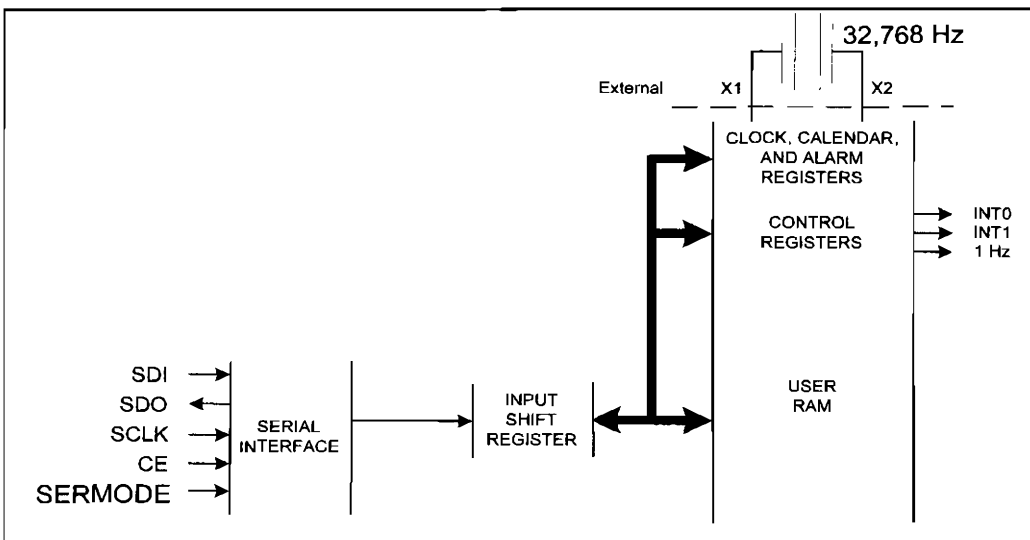 32,768 Hz
External
X1
X2
CLOCK, CALENDAR,
AND ALARM
REGISTERS
CONTROL
REGISTERS
INT0
INT1
1 Hz
SDI
SDO
SCLK
CE
SERMODE
SERIAL
INTERFACE
INPUT
SHIFT
REGISTER
USER
RAM